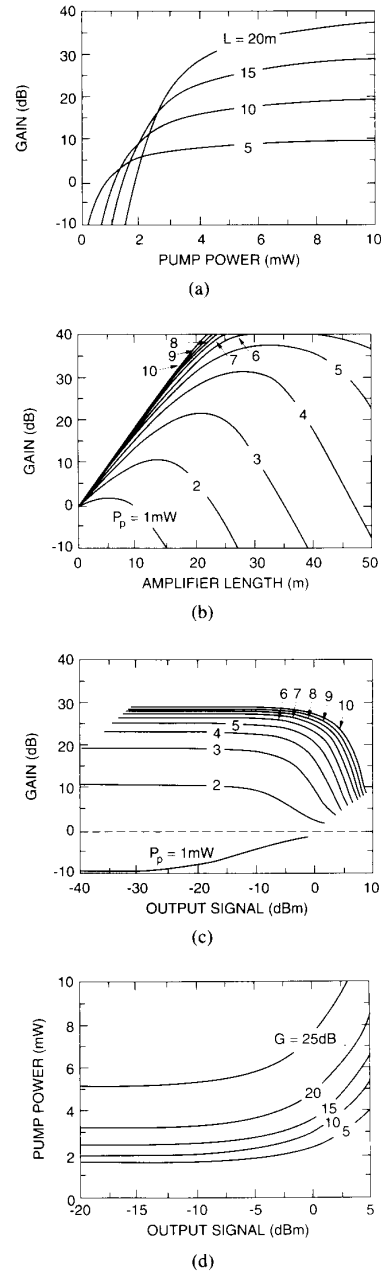 40
L = 20m
30
15
20
10
10
5
0
-10
0 2 4 6 8 10
GAIN (dB)
PUMP POWER (mW)
(a)
40
8
9
10
7
6
5
30
4
20
3
10
2
0
P_p = 1mW
-10
0 10 20 30 40 50
GAIN (dB)
AMPLIFIER LENGTH (m)
(b)
40
6 7 8 9 10
30
5
4
20
3
10
2
0
P_p = 1mW
-10
-40 -30 -20 -10 0 10
GAIN (dB)
OUTPUT SIGNAL (dBm)
(c)
10
8
G = 25dB
6
20
4
15
10
2
5
0
-20 -15 -10 -5 0 5
PUMP POWER (mW)
OUTPUT SIGNAL (dBm)
(d)